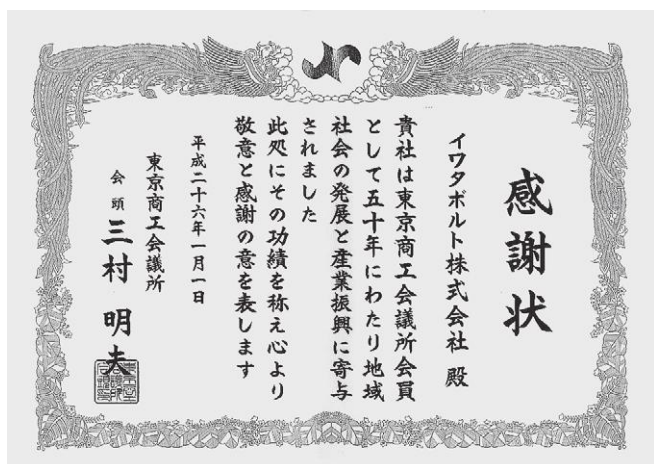 感謝状
イワタボルト株式会社 殿
貴社は東京商工会議所会員
として五十年にわたり地域
社会の発展と産業振興に寄与
されました
此処にその功績を称え心より
敬意と感謝の意を表します
平成二十六年一月一日
東京商工会議所
会頭 三村明夫